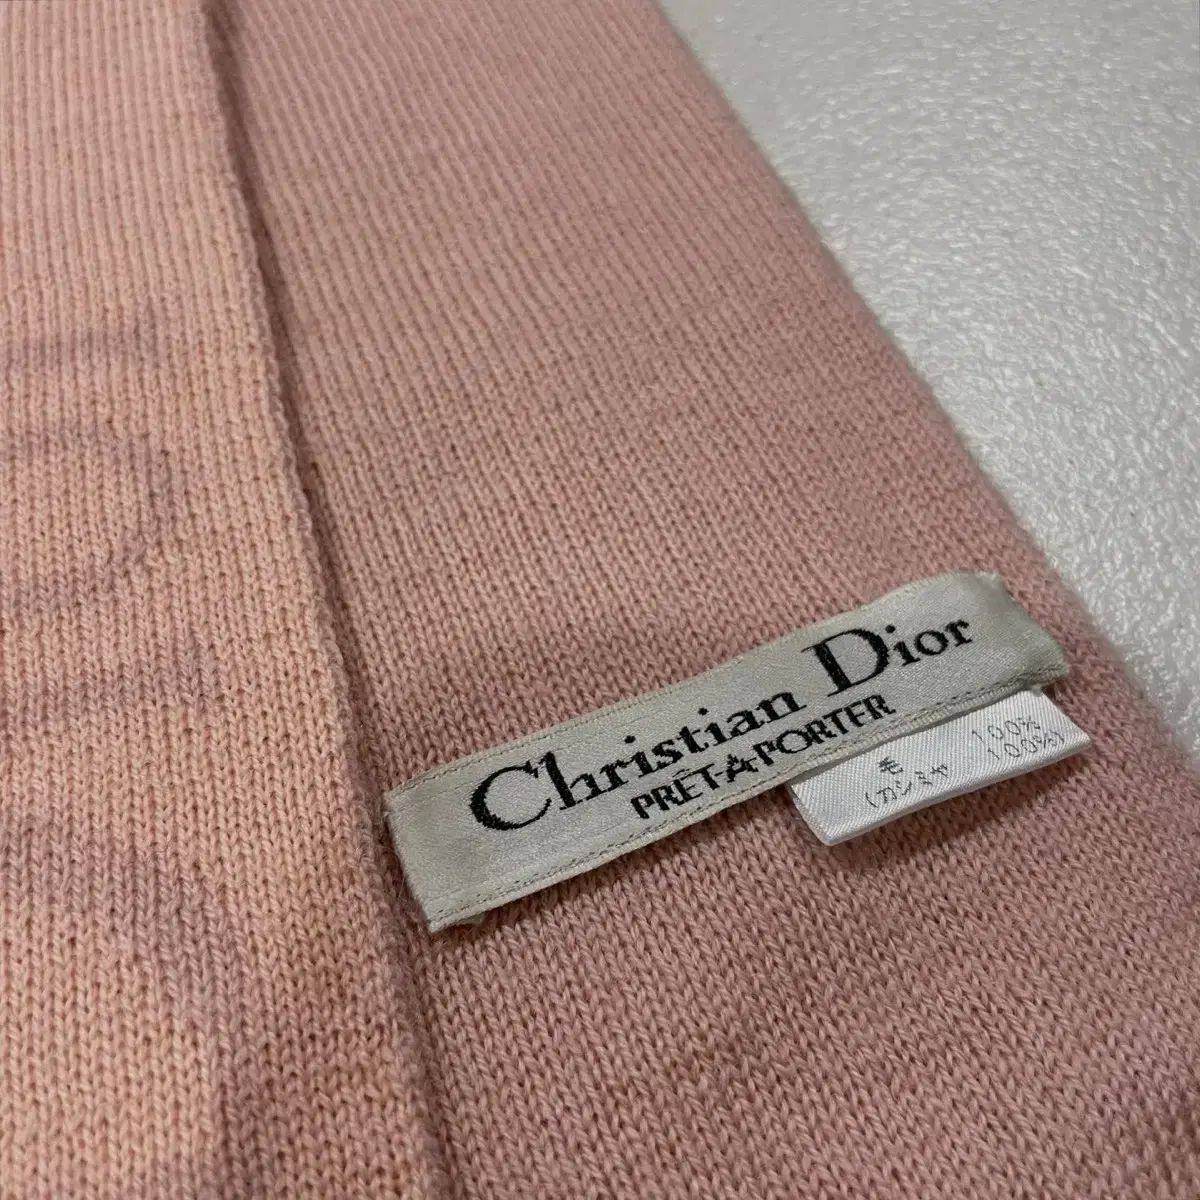 Christian Dior
PRÊT-À-PORTER
毛 100%
(カシミヤ 100%)